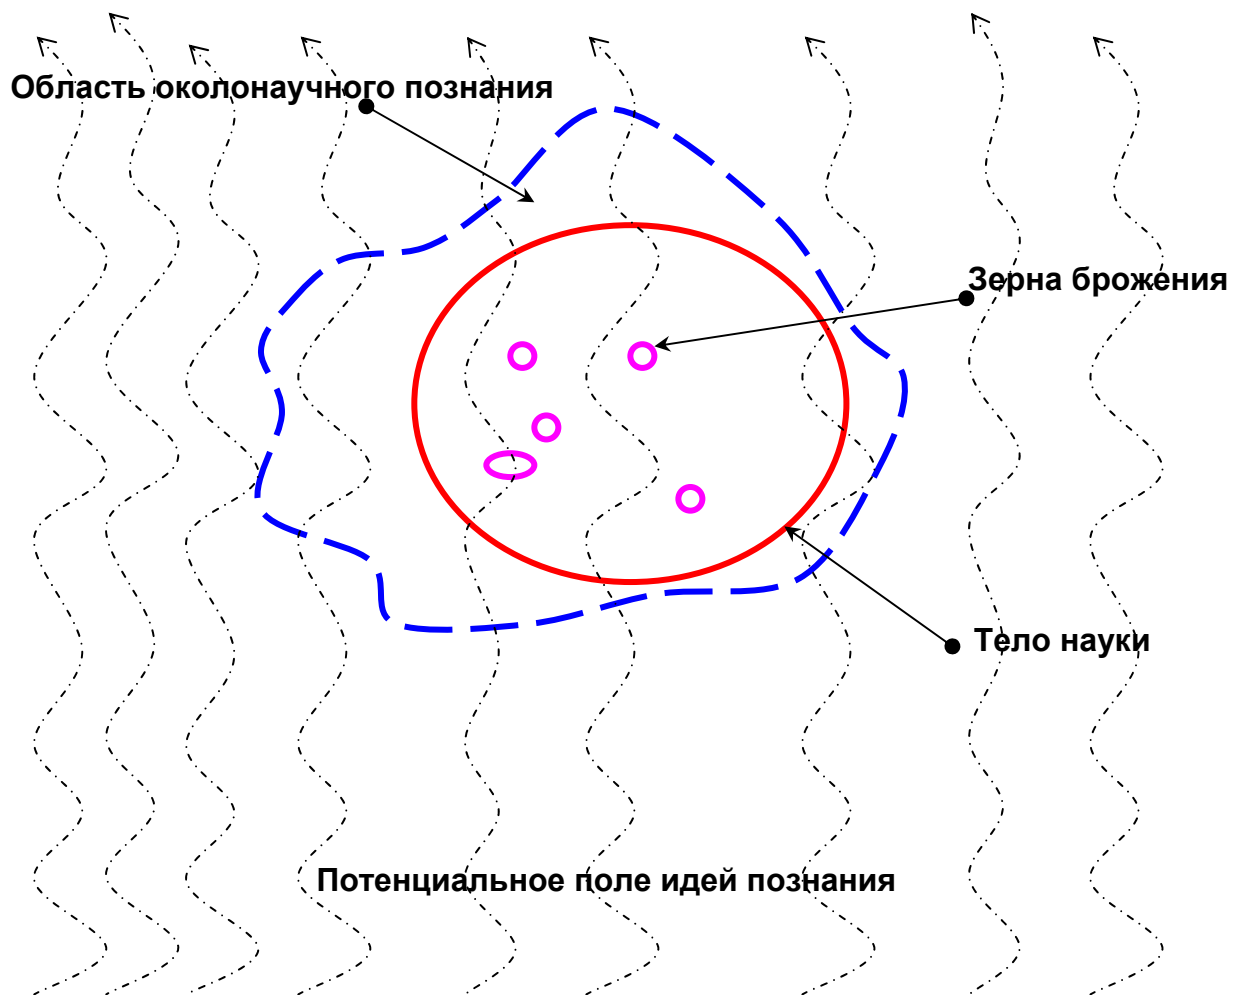 Область околонаучного познания
Зерна брожения
Тело науки
Потенциальное поле идей познания